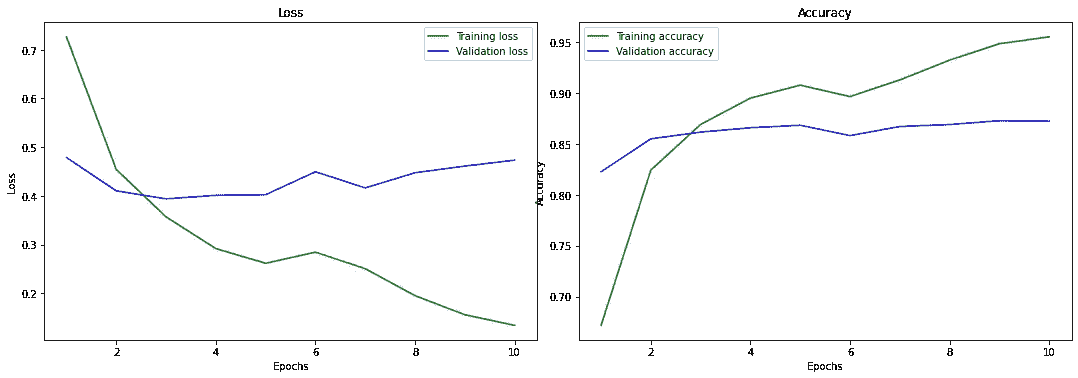 Loss
Training loss
Validation loss
0.7
0.6
0.5
0.4
0.3
0.2
Loss
2
4
6
8
10
Epochs
Accuracy
Training accuracy
Validation accuracy
0.95
0.90
0.85
0.80
0.75
0.70
Accuracy
2
4
6
8
10
Epochs